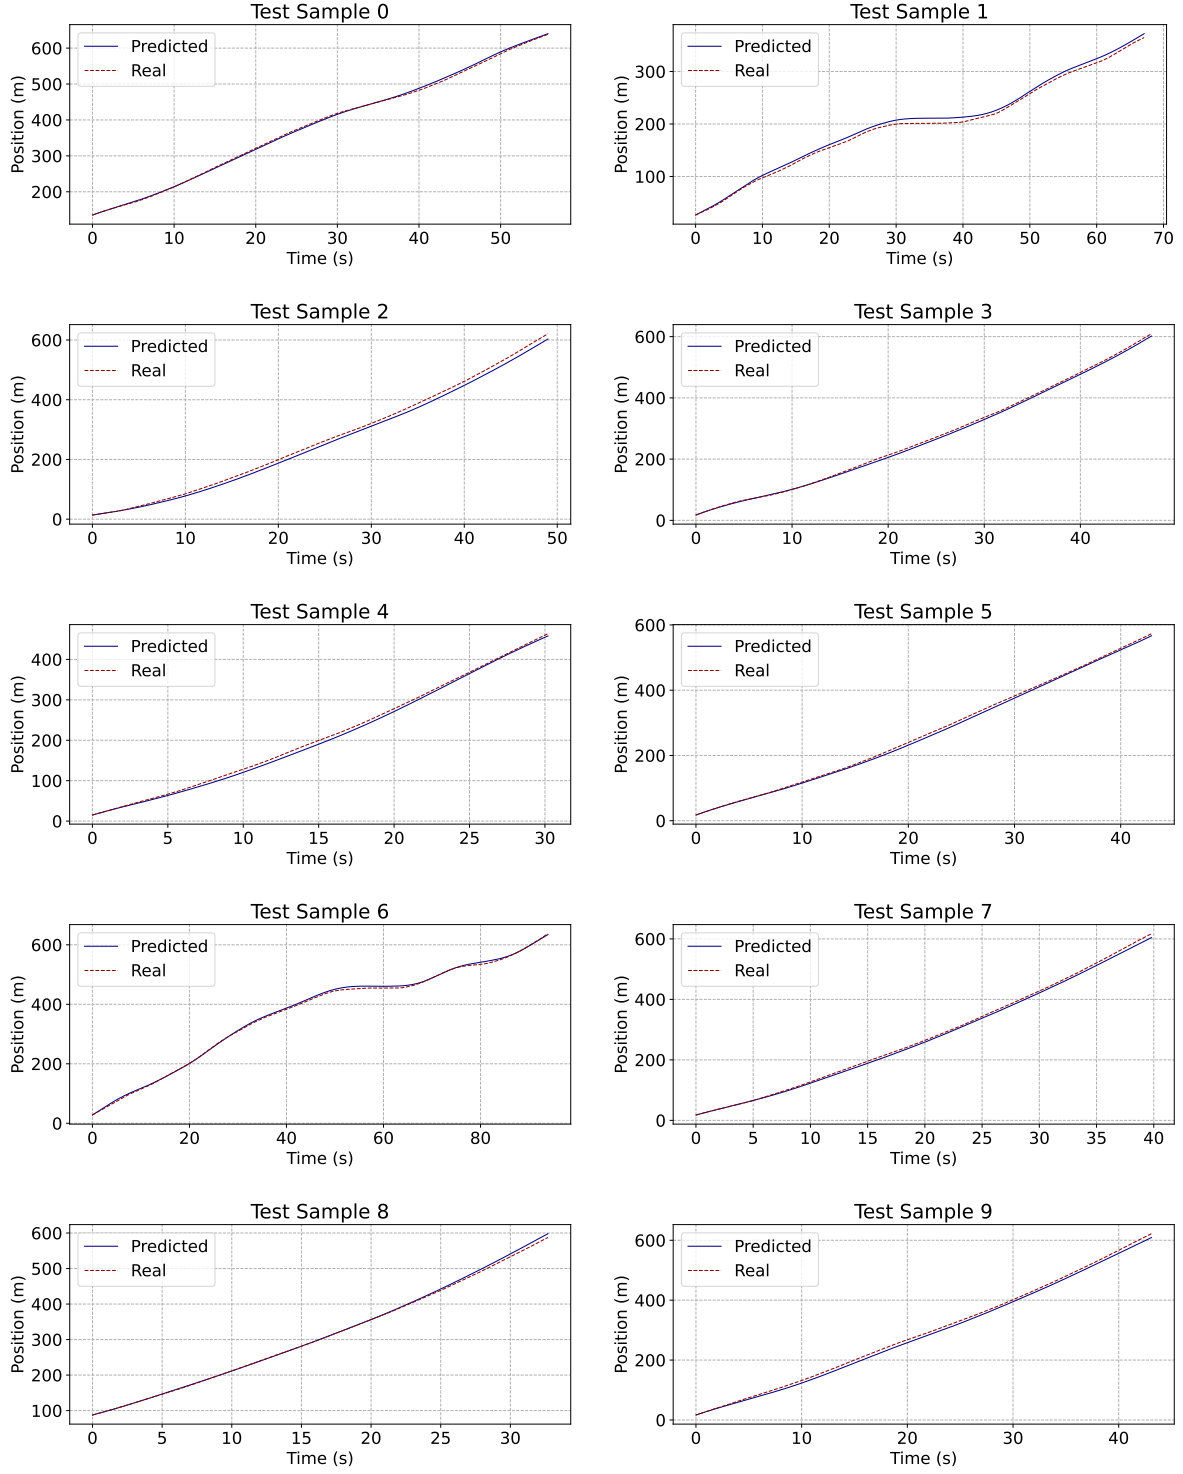 Test Sample 0
Position (m)
600
500
400
300
200
Predicted
Real
0 10 20 30 40 50
Time (s)
Test Sample 1
Position (m)
300
200
100
Predicted
Real
0 10 20 30 40 50 60 70
Time (s)
Test Sample 2
Position (m)
600
400
200
0
Predicted
Real
0 10 20 30 40 50
Time (s)
Test Sample 3
Position (m)
600
400
200
0
Predicted
Real
0 10 20 30 40
Time (s)
Test Sample 4
Position (m)
400
300
200
100
0
Predicted
Real
0 5 10 15 20 25 30
Time (s)
Test Sample 5
Position (m)
600
400
200
0
Predicted
Real
0 10 20 30 40
Time (s)
Test Sample 6
Position (m)
600
400
200
0
Predicted
Real
0 20 40 60 80
Time (s)
Test Sample 7
Position (m)
600
400
200
0
Predicted
Real
0 5 10 15 20 25 30 35 40
Time (s)
Test Sample 8
Position (m)
600
500
400
300
200
100
Predicted
Real
0 5 10 15 20 25 30
Time (s)
Test Sample 9
Position (m)
600
400
200
0
Predicted
Real
0 10 20 30 40
Time (s)